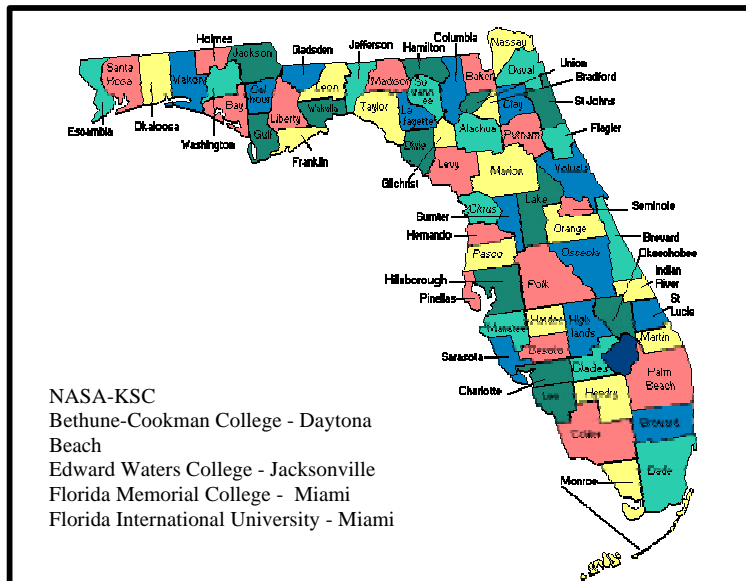 Holmes
Jackson
Gadsden
Jefferson
Hamilton
Columbia
Nassau
Santa
Rosa
Walton
Leon
Madison
Baker
Duval
Union
Bradford
Escambia
Okaloosa
Washington
Bay
Cal
houn
Liberty
Wakulla
Gulf
Franklin
Taylor
Su
wann
ee
La
fayette
Dixie
Gilchrist
Alachua
Clay
St Johns
Putnam
Flagler
Levy
Marion
Volusia
Citrus
Sumter
Lake
Seminole
Hernando
Orange
Brevard
Pasco
Osceola
Okeechobee
Hillsborough
Polk
Indian
River
Pinellas
St
Lucie
Manatee
Hardee
High
lands
Martin
Sarasota
Desoto
Charlotte
Glades
Palm
Beach
Lee
Hendry
Collier
Broward
Monroe
Dade
NASA-KSC
Bethune-Cookman College - Daytona
Beach
Edward Waters College - Jacksonville
Florida Memorial College -  Miami
Florida International University - Miami